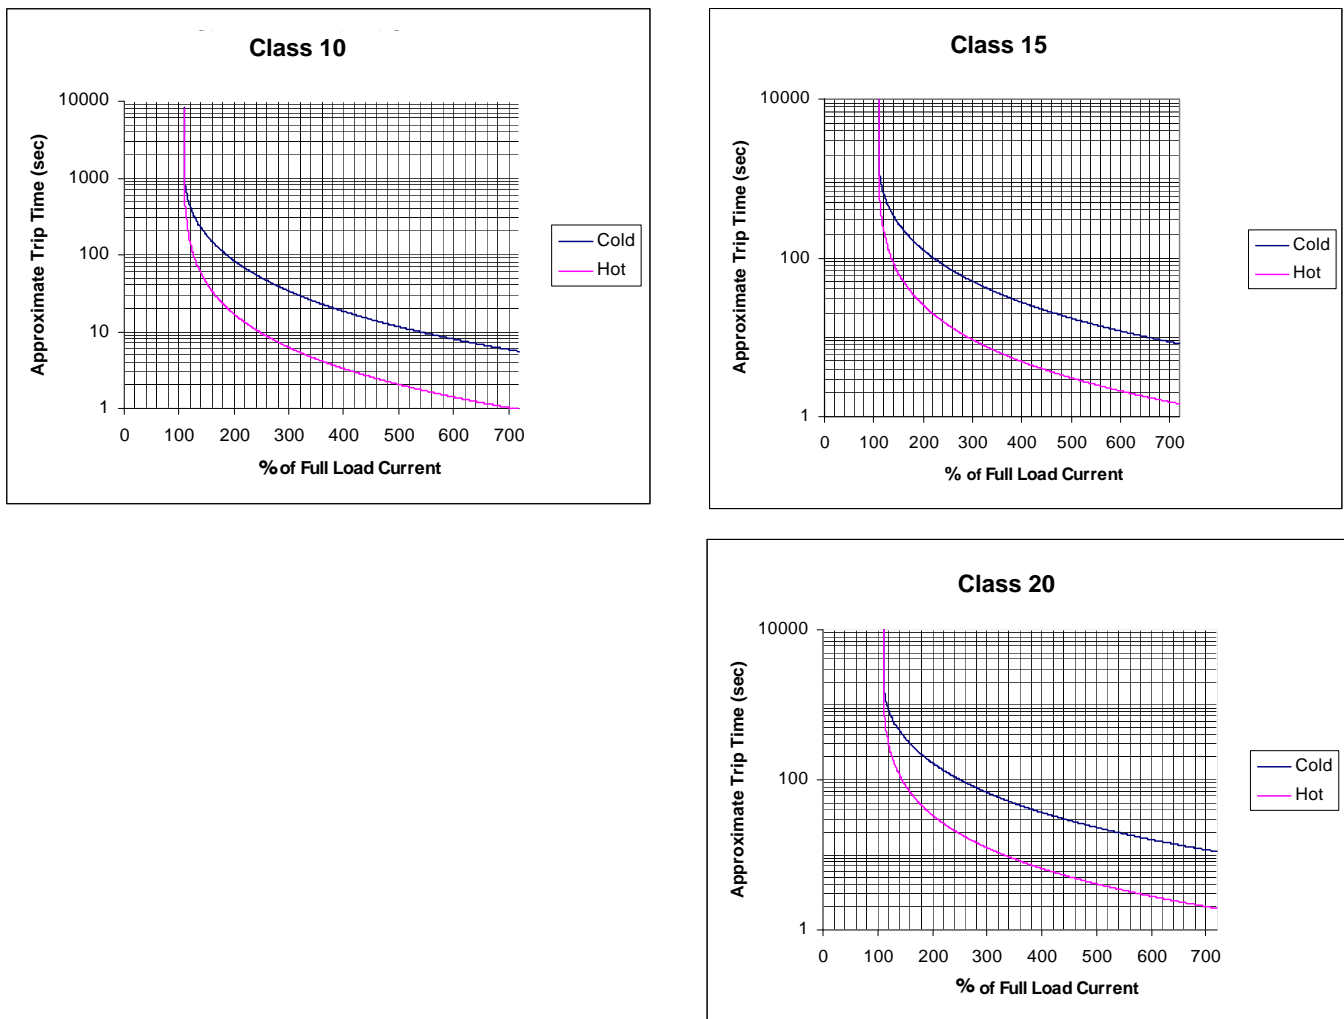 Class 10
10000
1000
100
10
1
Approximate Trip Time (sec)
0 100 200 300 400 500 600 700
% of Full Load Current
Cold
Hot
Class 15
10000
100
1
Approximate Trip Time (sec)
0 100 200 300 400 500 600 700
% of Full Load Current
Cold
Hot
Class 20
10000
100
1
Approximate Trip Time (sec)
0 100 200 300 400 500 600 700
% of Full Load Current
Cold
Hot